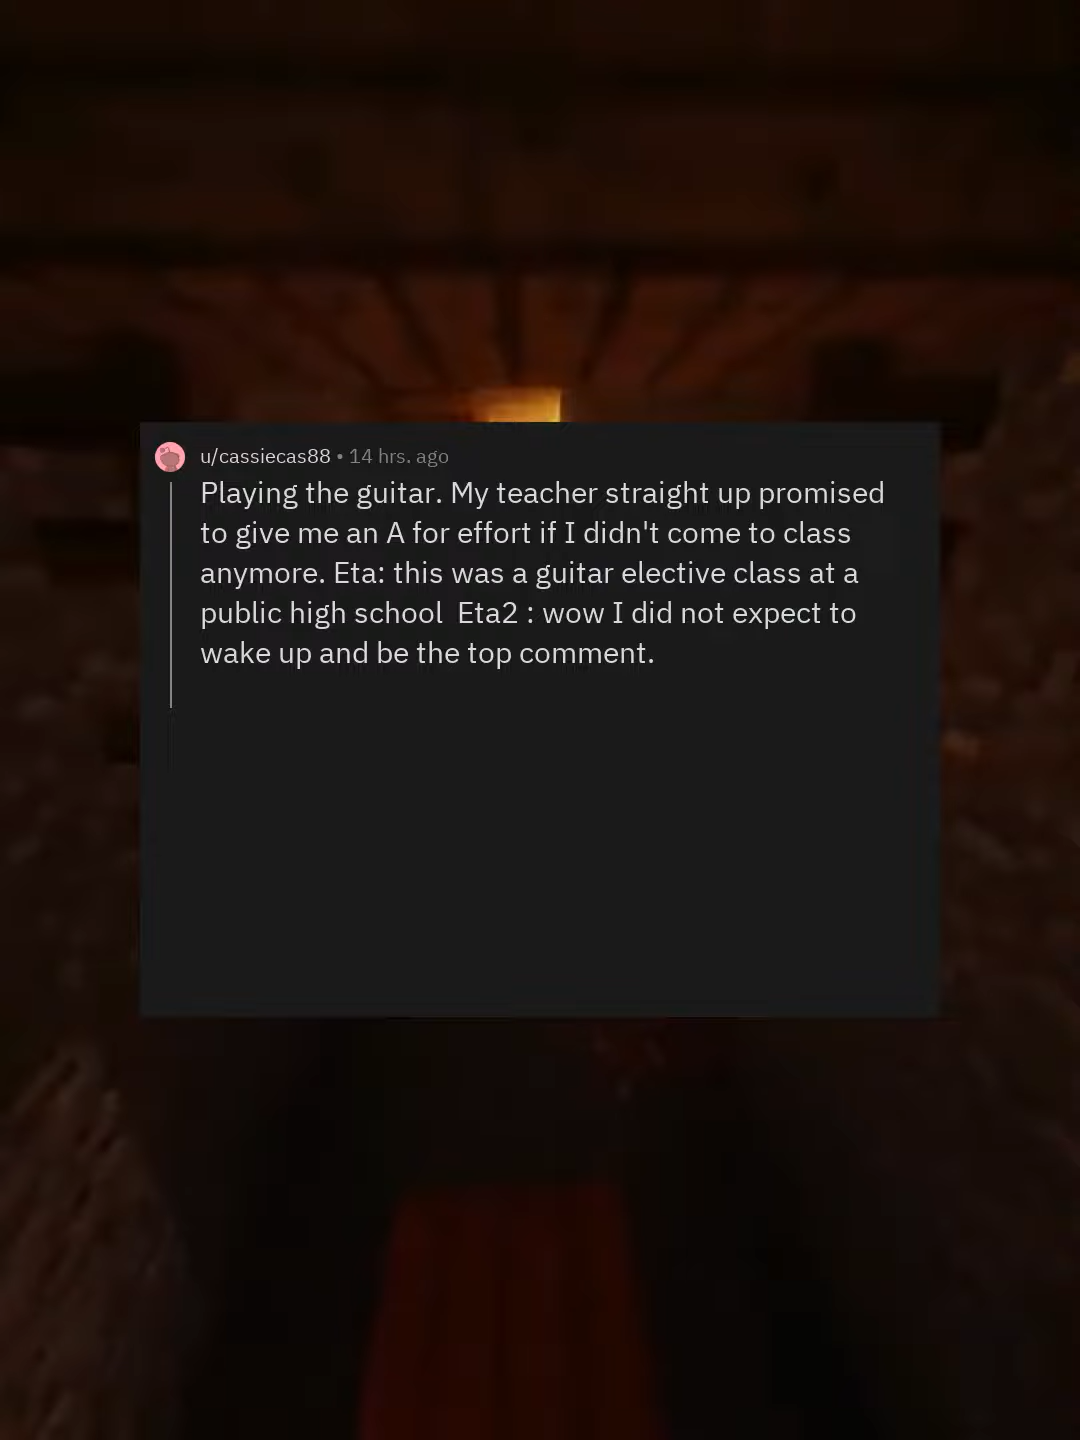 u/cassiecas88 • 14 hrs. ago
Playing the guitar. My teacher straight up promised
to give me an A for effort if I didn't come to class
anymore. Eta: this was a guitar elective class at a
public high school  Eta2 : wow I did not expect to
wake up and be the top comment.